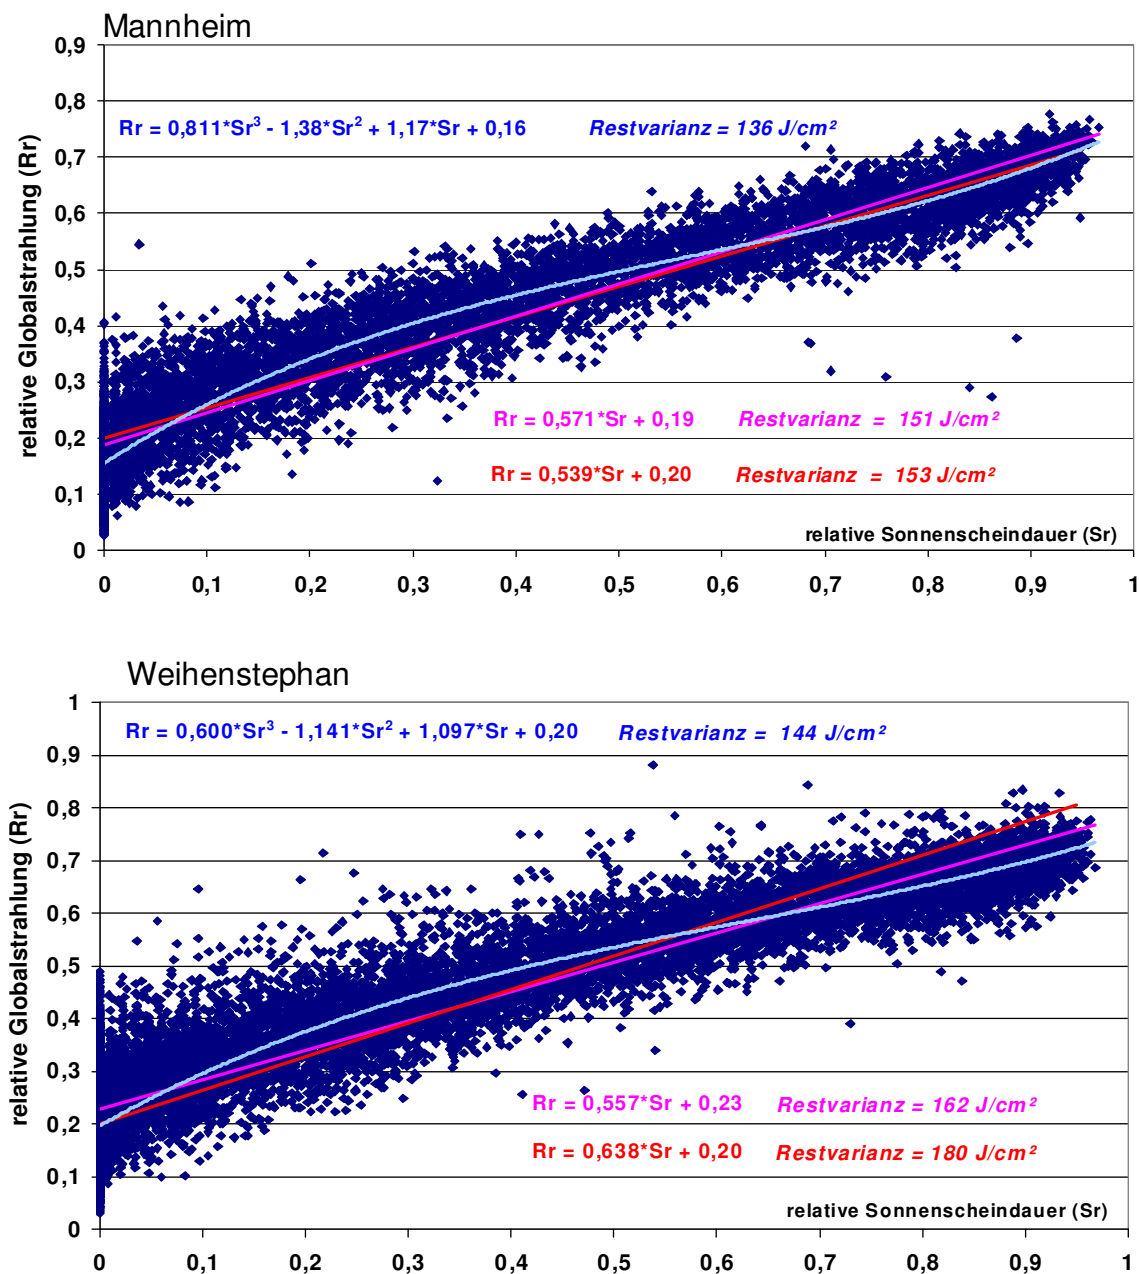 Mannheim
0,9
0,8
Rr = 0,811*Sr³ - 1,38*Sr² + 1,17*Sr + 0,16 Restvarianz = 136 J/cm²
0,7
0,6
0,5
0,4
0,3
Rr = 0,571*Sr + 0,19 Restvarianz = 151 J/cm²
0,2
Rr = 0,539*Sr + 0,20 Restvarianz = 153 J/cm²
0,1
relative Sonnenscheindauer (Sr)
0
relative Globalstrahlung (Rr)
0 0,1 0,2 0,3 0,4 0,5 0,6 0,7 0,8 0,9 1
Weihenstephan
1
Rr = 0,600*Sr³ - 1,141*Sr² + 1,097*Sr + 0,20 Restvarianz = 144 J/cm²
0,9
0,8
0,7
0,6
0,5
0,4
0,3
Rr = 0,557*Sr + 0,23 Restvarianz = 162 J/cm²
0,2
Rr = 0,638*Sr + 0,20 Restvarianz = 180 J/cm²
0,1
relative Sonnenscheindauer (Sr)
0
relative Globalstrahlung (Rr)
0 0,1 0,2 0,3 0,4 0,5 0,6 0,7 0,8 0,9 1